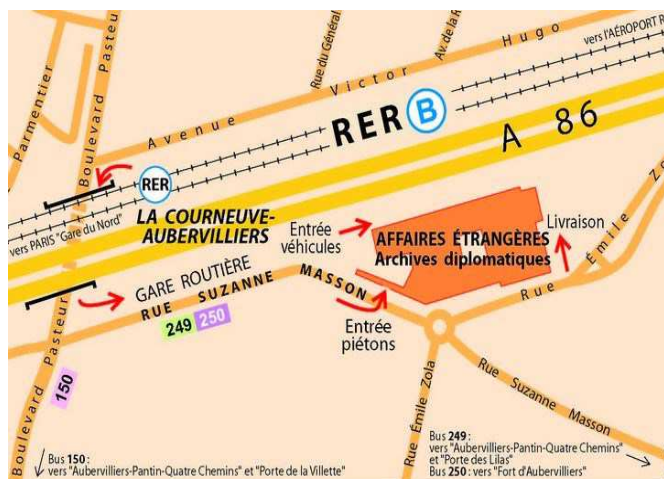 Parmentier
Boulevard Pasteur
Rue du Général
Av. de la R
Avenue Victor Hugo
vers l'AÉROPORT R
RER B
A 86
RER
vers PARIS "Gare du Nord"
LA COURNEUVE-
AUBERVILLIERS
Entrée
véhicules
AFFAIRES ÉTRANGÈRES
Archives diplomatiques
Livraison
Rue Émile Zo
GARE ROUTIÈRE
RUE SUZANNE MASSON
249 250
Entrée
piétons
Boulevard Pasteur
150
Rue Émile Zola
Rue Suzanne Masson
Bus 150 :
vers "Aubervilliers-Pantin-Quatre Chemins" et "Porte de la Villette"
Bus 249 :
vers "Aubervilliers-Pantin-Quatre Chemins"
et "Porte des Lilas"
Bus 250 : vers "Fort d'Aubervilliers"